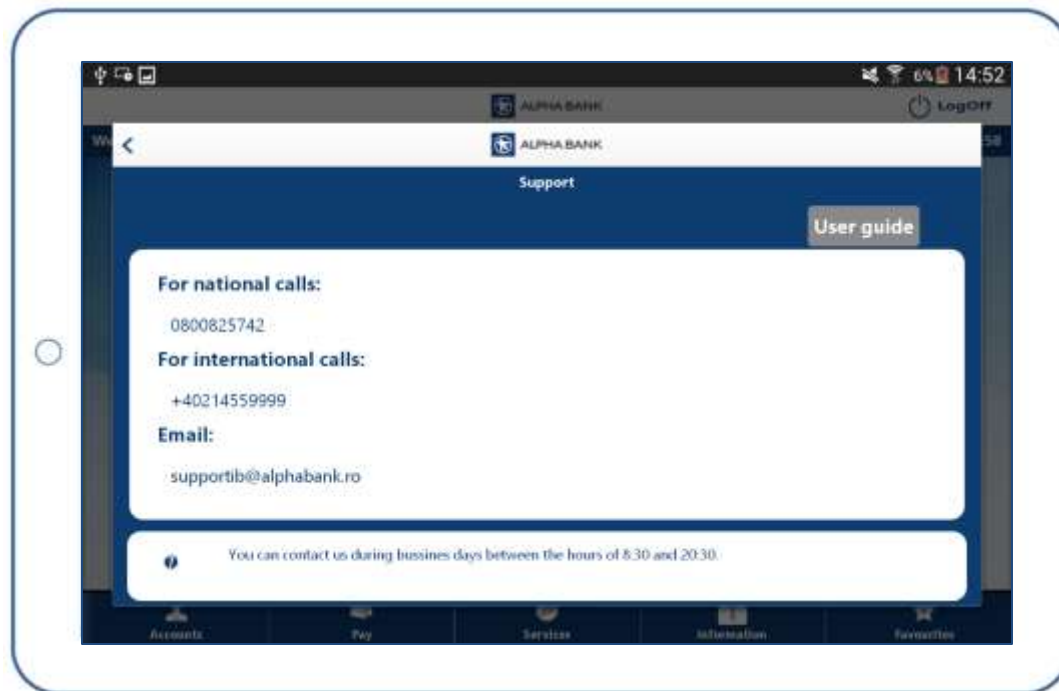 6% 14:52
ALPHA BANK
LogOff
ALPHA BANK
Support
User guide
For national calls:
0800825742
For international calls:
+40214559999
Email:
supportib@alphabank.ro
You can contact us during bussines days between the hours of 8:30 and 20:30.
Accounts Pay Services Information Favourites